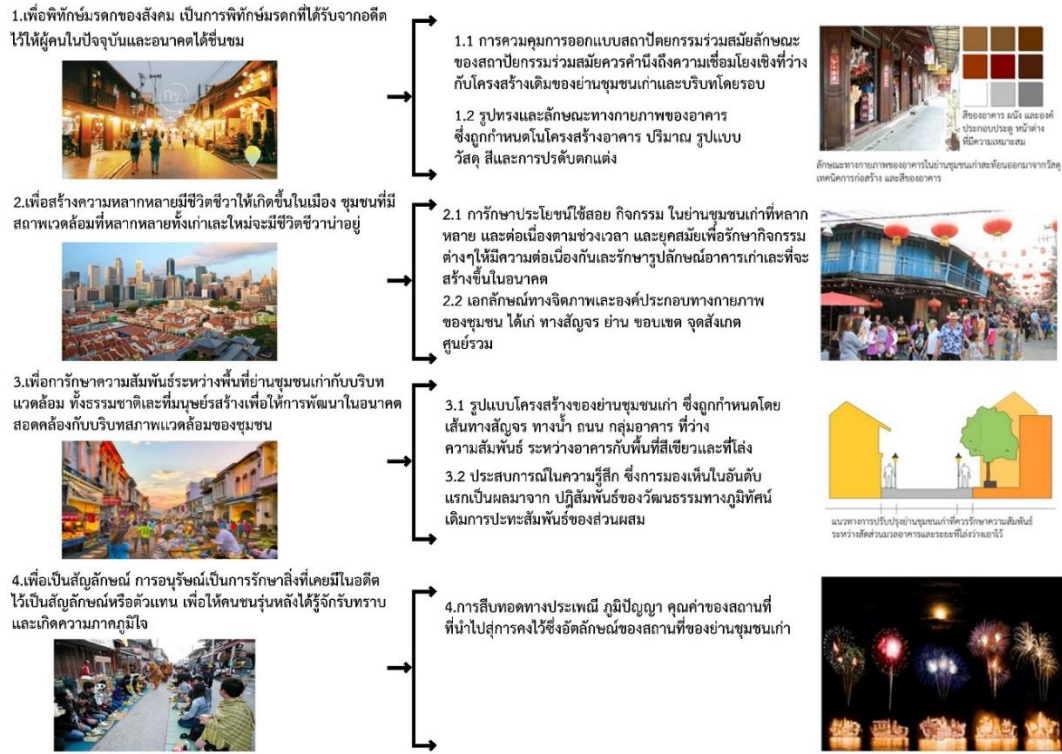 1.เพื่อพิทักษ์มรดกของสังคม เป็นการพิทักษ์มรดกที่ได้รับจากอดีต
ไว้ให้ผู้คนในปัจจุบันและอนาคตได้ชื่นชม
1.1 การควมคุมการออกแบบสถาปัตยกรรมร่วมสมัยลักษณะ
ของสถาปัยกรรมร่วมสมัยควรคำนึงถึงความเชื่อมโยงเชิงที่ว่าง
กับโครงสร้างเดิมของย่านชุมชนเก่าและบริบทโดยรอบ
1.2 รูปทรงและลักษณะทางกายภาพของอาคาร
ซึ่งถูกกำหนดโนโครงสร้างอาคาร ปริมาณ รูปแบบ
วัสดุ สีและการปรับตกแต่ง
สีของอาคาร ผนัง และองค์
ประกอบประตู หน้าต่าง
ที่มีความเหมาะสม
ลักษณะทางกายภาพของอาคารในย่านชุมชนเก่าสะท้อนออกมาจากวัสดุ
เทคนิคการก่อสร้าง และสีของอาคาร
2.เพื่อสร้างความหลากหลายมีชีวิตชีวาให้เกิดขึ้นในเมือง ชุมชนที่มี
สถาพเวดล้อมที่หลากหลายทั้งเก่าเละใหม่จะมีชีวิตชีวาน่าอยู่
2.1 การักษาประโยชน์ใช้สอย กิจกรรม ในย่านชุมชนเก่าที่หลาก
หลาย และต่อเนื่องตามช่วงเวลา และยุคสมัยเพื่อรักษากิจกรรม
ต่างๆให้มีความต่อเนื่องกันเละรักษารูปลักษณ์อาคารเก่าเละที่จะ
สร้างขึ้นในอนาคต
2.2 เอกลักษณ์ทางจิตภาพเละองค์ประกอบทางกายภาพ
ของชุมชน ได้เก่ ทางสัญจร ย่าน ขอบเขต จุดสังเกต
ศูนย์รวม
3.เพื่อการักษาความสัมพันธ์ระหว่างพื้นที่ย่านชุมชนเก่ากับบริบท
แวดล้อม ทั้งธรรมชาติเละที่มนุษย์รสร้างเพื่อให้การพัฒนาในอนาคต
สอดคล้องกับบริบทสภาพแวดล้อมของชุมชน
3.1 รูปแบบโครงสร้างของย่านชุมชนเก่า ซึ่งถูกกำหนดโดย
เส้นทางสัญจร ทางน้ำ ถนน กลุ่มอาคาร ที่ว่าง
ความสัมพันธ์ ระหว่างอาคารกับพื้นที่สีเขียวเละที่โล่ง
3.2 ประสบการณ์ในความรู้สึก ซึ่งการมองเห็นในอันดับ
แรกเป็นผลมาจาก ปฎิสัมพันธ์ของวัฒนธรรมทางภูมิทัศน์
เดิมการปะทะสัมพันธ์ของส่วนผสม
แนวทางการปรับปรุงย่านชุมชนเก่าที่ควรรักษาความสัมพันธ์
ระหว่างสัดส่วนมวลอาคารและระยะที่โล่งว่างเอาไว้
4.เพื่อเป็นสัญลักษณ์ การอนุรักษ์เป็นการรักษาสิ่งที่เคยมีในอดีต
ไว้เป็นสัญลักษณ์หรือตัวแทน เพื่อให้คนชนรุ่นหลังได้รู้จักรับทราบ
และเกิดความภาคภูมิใจ
4.การสืบทอดทางประเพณี ภูมิปัญญา คุณค่าของสถานที่
ที่นำไปสู่การคงไว้ซึ่งอัตลักษณ์ของสถานที่ของย่านชุมชนเก่า